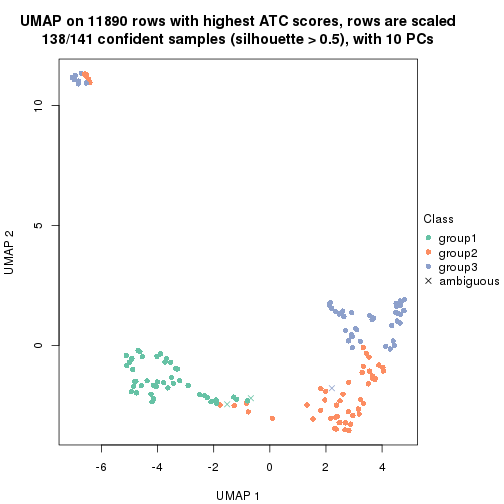 UMAP on 11890 rows with highest ATC scores, rows are scaled
138/141 confident samples (silhouette > 0.5), with 10 PCs
10
5
0
UMAP 2
-6
-4
-2
0
2
4
UMAP 1
Class
group1
group2
group3
ambiguous